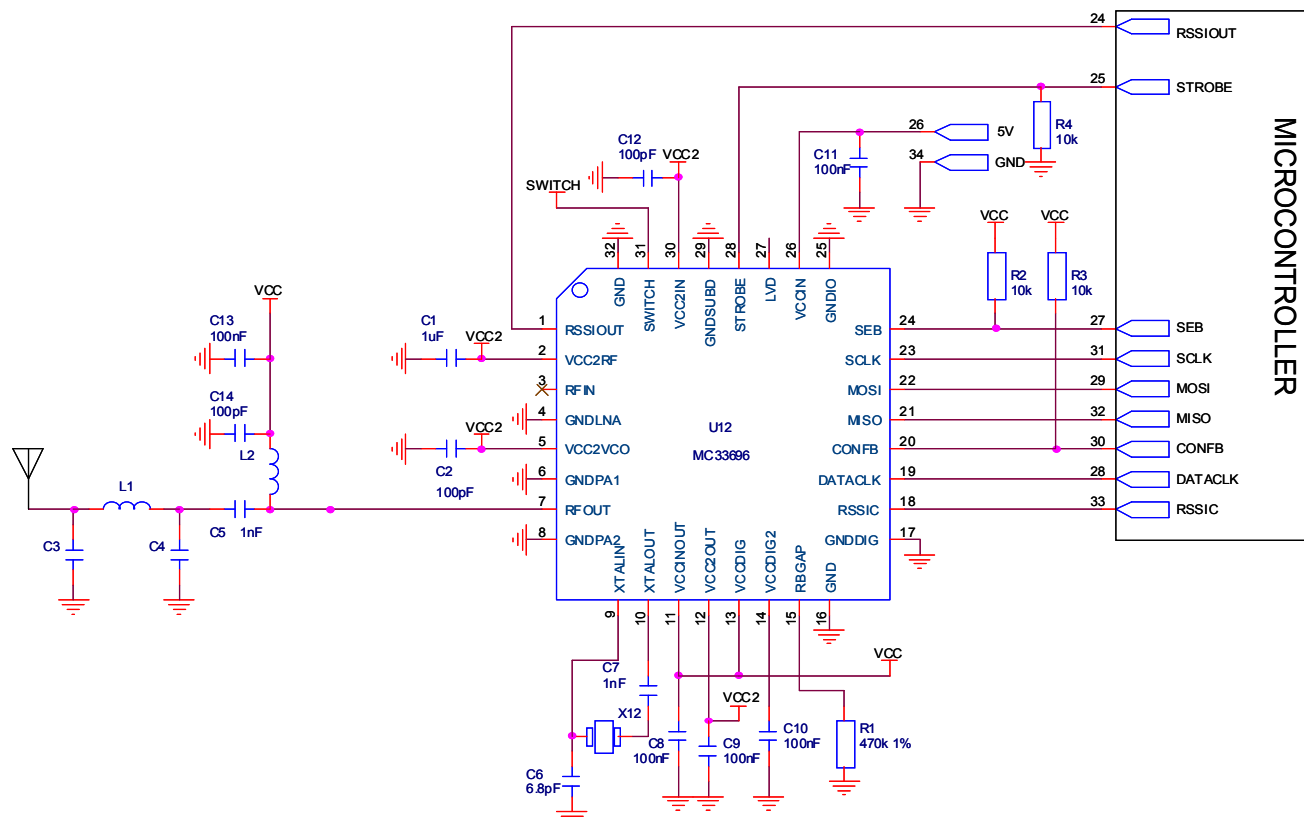 24
RSSIOUT
25
STROBE
MICROCONTROLLER
R4
10k
26
5V
34
GND
C11
100nF
C12
100pF
VCC2
SWITCH
VCC
VCC
R2
10k
R3
10k
32
31
30
29
28
27
26
25
GND
SWITCH
VCC2IN
GNDSUBD
STROBE
LVD
VCCIN
GNDIO
VCC
C13
100nF
C14
100pF
L2
L1
C5
1nF
C3
C4
C1
1uF
VCC2
VCC2
C2
100pF
1
RSSIOUT
2
VCC2RF
3
RFIN
4
GNDLNA
5
VCC2VCO
6
GNDPA1
7
RFOUT
8
GNDPA2
U12
MC33696
SEB
24
SCLK
23
MOSI
22
MISO
21
CONFB
20
DATACLK
19
RSSIC
18
GNDDIG
17
27
SEB
31
SCLK
29
MOSI
32
MISO
30
CONFB
28
DATACLK
33
RSSIC
XTALIN
XTALOUT
VCCINOUT
VCC2OUT
VCCDIG
VCCDIG2
RBGAP
GND
9
10
11
12
13
14
15
16
VCC
C7
1nF
X12
C6
6.8pF
C8
100nF
VCC2
C9
100nF
C10
100nF
R1
470k 1%